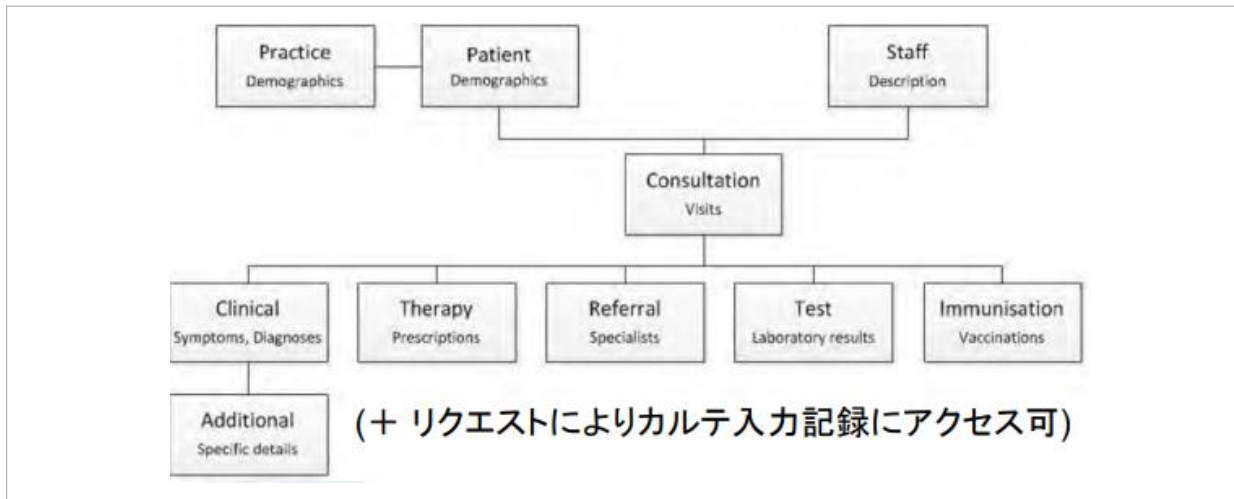 Practice
Demographics
Patient
Demographics
Staff
Description
Consultation
Visits
Clinical
Symptoms, Diagnoses
Therapy
Prescriptions
Referral
Specialists
Test
Laboratory results
Immunisation
Vaccinations
Additional
Specific details
(＋ リクエストによりカルテ入力記録にアクセス可)